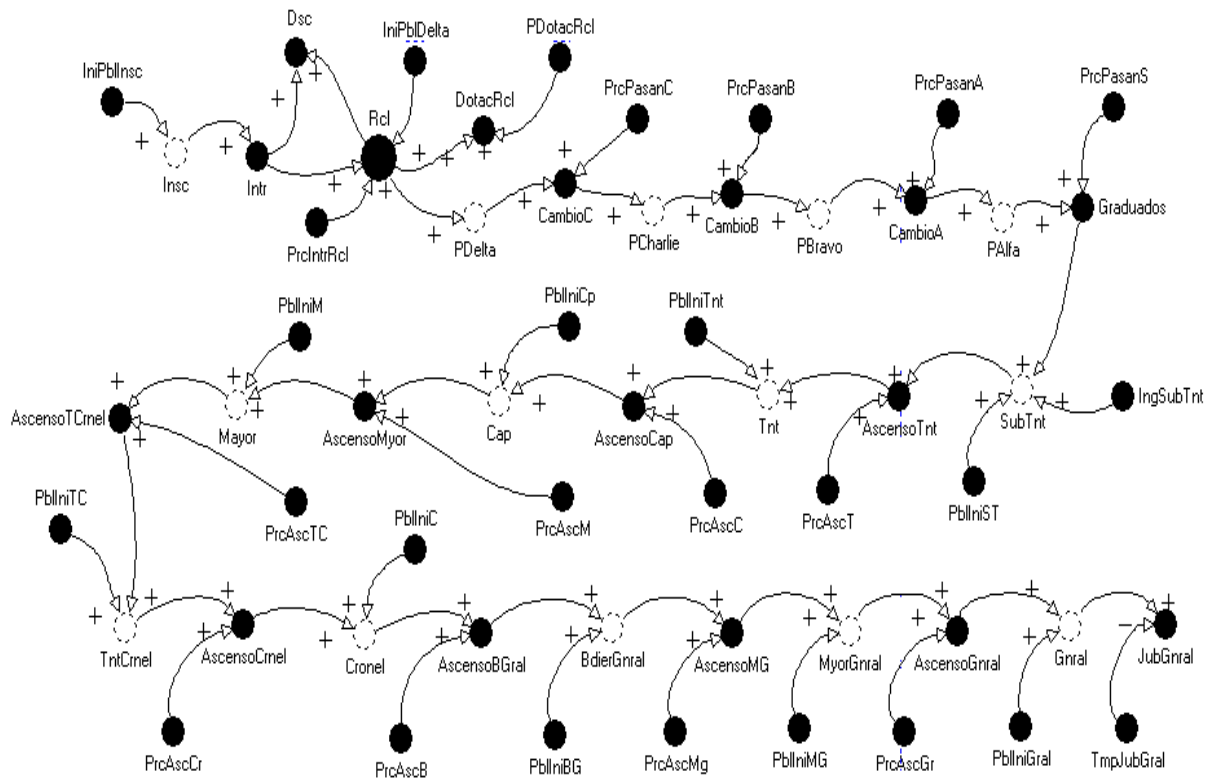 Dsc
IniPblDelta
PDotacRcl
IniPblInsc
PrcPasanC
PrcPasanB
PrcPasanA
PrcPasanS
DotacRcl
Rcl
Insc
Intr
PrcIntrRcl
PDelta
CambioC
PCharlie
CambioB
PBravo
CambioA
PAlfa
Graduados
PblIniM
PblIniCp
PblIniTnt
AscensoTCrnel
Mayor
AscensoMyor
Cap
AscensoCap
Tnt
AscensoTnt
SubTnt
IngSubTnt
PblIniTC
PrcAscTC
PblIniC
PrcAscM
PrcAscC
PrcAscT
PblIniST
TntCrnel
AscensoCrnel
Cronel
AscensoBGral
BdierGnral
AscensoMG
MyorGnral
AscensoGnral
Gnral
JubGnral
PrcAscCr
PrcAscB
PblIniBG
PrcAscMg
PblIniMG
PrcAscGr
PblIniGral
TmpJubGral